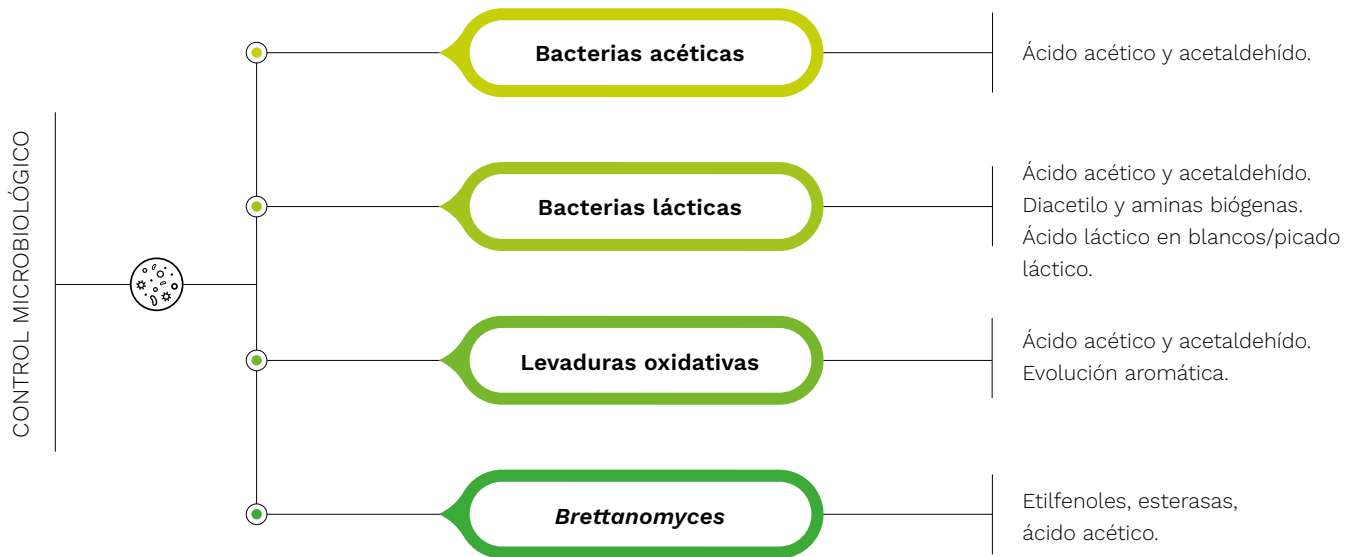 CONTROL MICROBIOLÓGICO
Bacterias acéticas
Ácido acético y acetaldehído.
Bacterias lácticas
Ácido acético y acetaldehído.
Diacetilo y aminas biógenas.
Ácido láctico en blancos/picado
láctico.
Levaduras oxidativas
Ácido acético y acetaldehído.
Evolución aromática.
Brettanomyces
Etilfenoles, esterasas,
ácido acético.